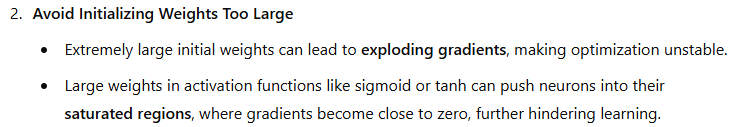 2. Avoid Initializing Weights Too Large
• Extremely large initial weights can lead to exploding gradients, making optimization unstable.
• Large weights in activation functions like sigmoid or tanh can push neurons into their
saturated regions, where gradients become close to zero, further hindering learning.